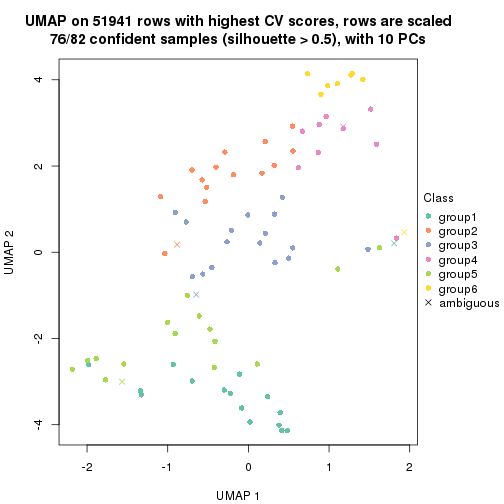 UMAP on 51941 rows with highest CV scores, rows are scaled
76/82 confident samples (silhouette > 0.5), with 10 PCs
UMAP 2
4
2
0
-2
-4
-2
-1
0
1
2
UMAP 1
Class
group1
group2
group3
group4
group5
group6
ambiguous